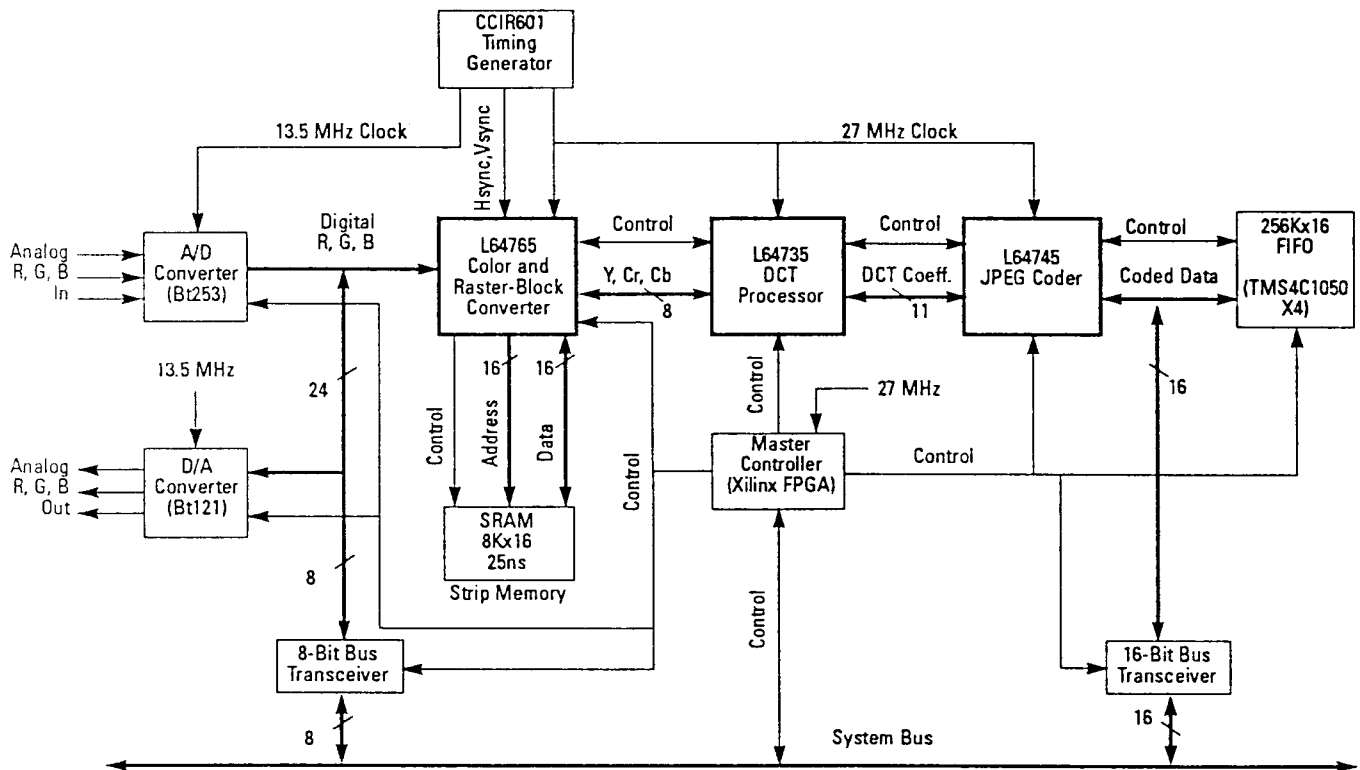 CCIR601
Timing
Generator
13.5 MHz Clock
Hsync,Vsync
27 MHz Clock
Analog
R, G, B
In
A/D
Converter
(Bt253)
Digital
R, G, B
L64765
Color and
Raster-Block
Converter
Control
Y, Cr, Cb
8
L64735
DCT
Processor
Control
DCT Coeff.
11
L64745
JPEG Coder
Control
Coded Data
256Kx16
FIFO
(TMS4C1050
X4)
13.5 MHz
24
16
16
Control
Address
Data
Control
27 MHz
16
Analog
R, G, B
Out
D/A
Converter
(Bt121)
Control
Master
Controller
(Xilinx FPGA)
Control
SRAM
8Kx16
25ns
Strip Memory
8
Control
8-Bit Bus
Transceiver
16-Bit Bus
Transceiver
8
16
System Bus